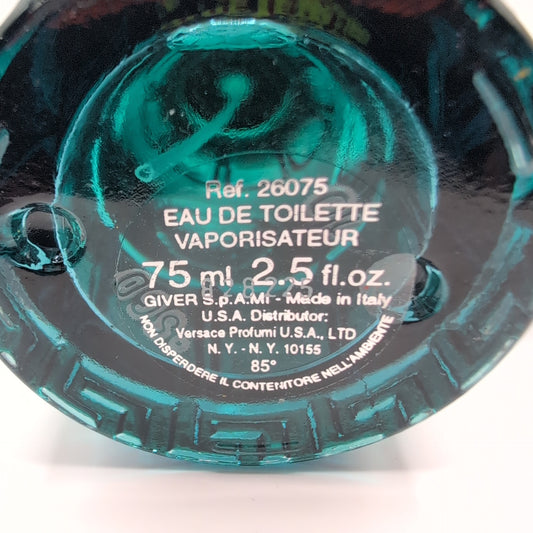 Ref. 26075
EAU DE TOILETTE
VAPORISATEUR
75 ml 2,5 fl.oz.
GIVER S.p.A.MI - Made in Italy
U.S.A. Distributor:
Versace Profumi U.S.A., LTD
N.Y. - N.Y. 10155
85°
NON DISPERDERE IL CONTENITORE NELL'AMBIENTE